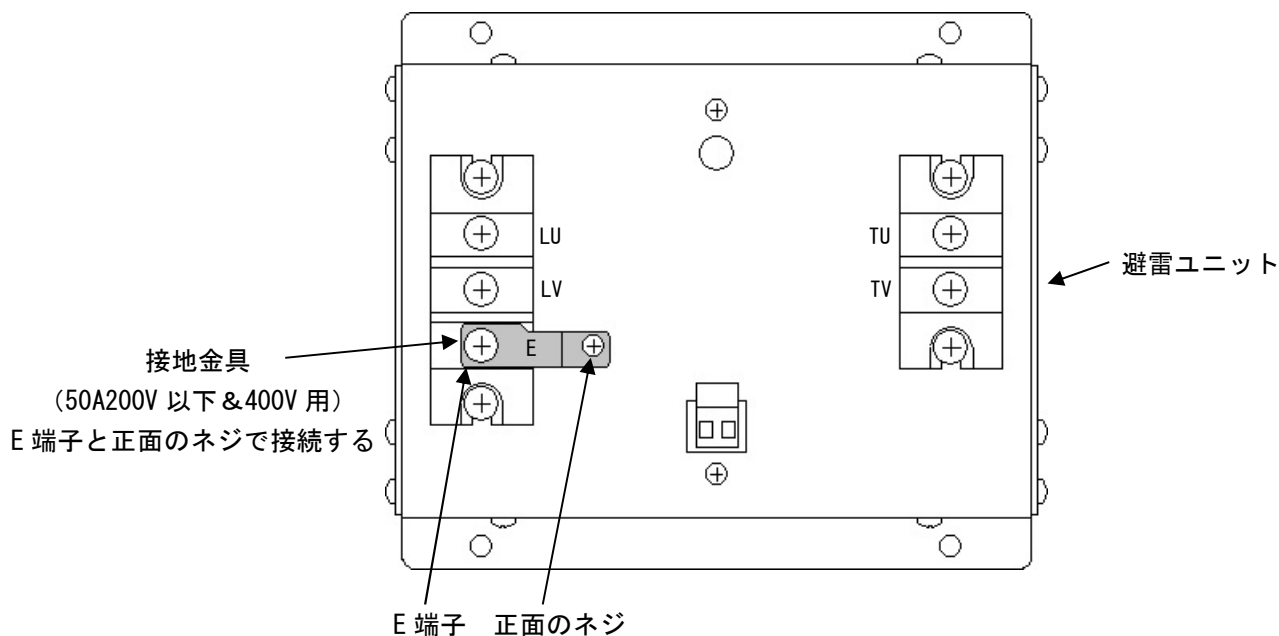 LU
TU
避雷ユニット
LV
TV
接地金具
E
(50A200V 以下&400V 用)
E 端子と正面のネジで接続する
E 端子 正面のネジ